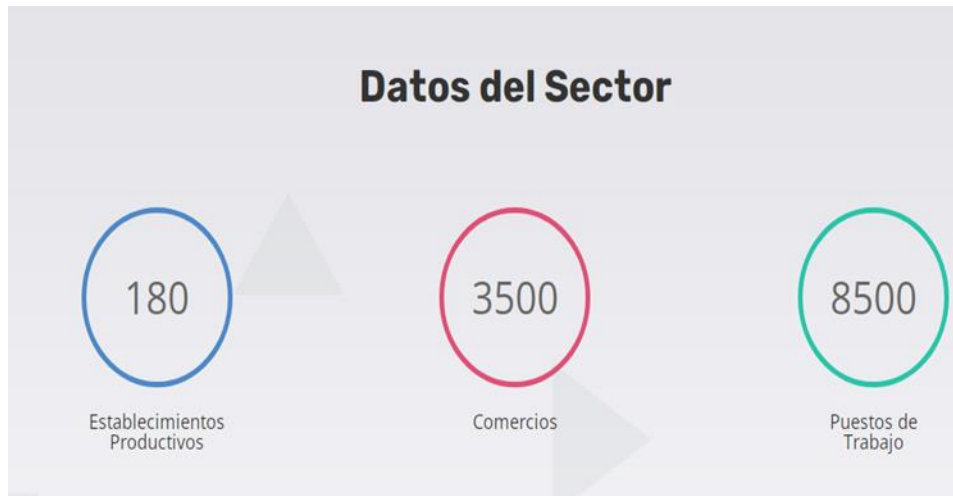 Datos del Sector
180
3500
8500
Establecimientos
Productivos
Comercios
Puestos de
Trabajo